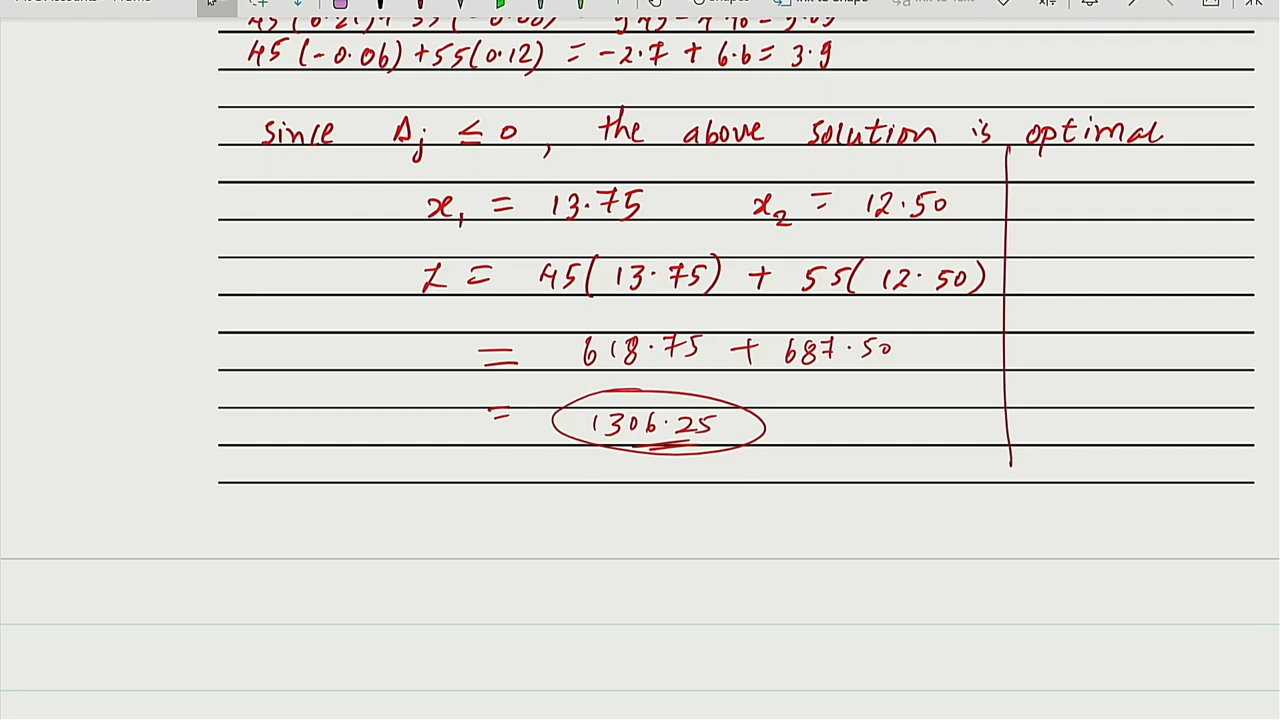 45(-0.06)+55(0.12) = -2.7 + 6.6 = 3.9
since Δj ≤ 0, the above solution is optimal
x₁ = 13.75 x₂ = 12.50
Z = 45(13.75) + 55(12.50)
= 618.75 + 687.50
= 1306.25